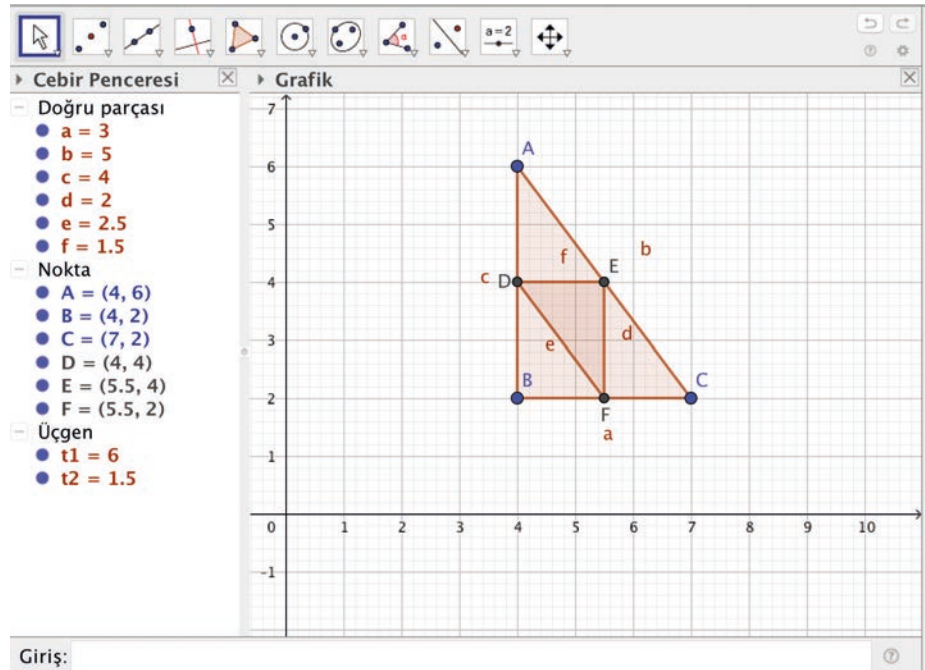 a=2
Cebir Penceresi
Grafik
Doğru parçası
a = 3
b = 5
c = 4
d = 2
e = 2.5
f = 1.5
Nokta
A = (4, 6)
B = (4, 2)
C = (7, 2)
D = (4, 4)
E = (5.5, 4)
F = (5.5, 2)
Üçgen
t1 = 6
t2 = 1.5
7
A
6
5
f
b
E
4
c
D
3
e
d
B
C
2
F
a
1
0 1 2 3 4 5 6 7 8 9 10
-1
Giriş: